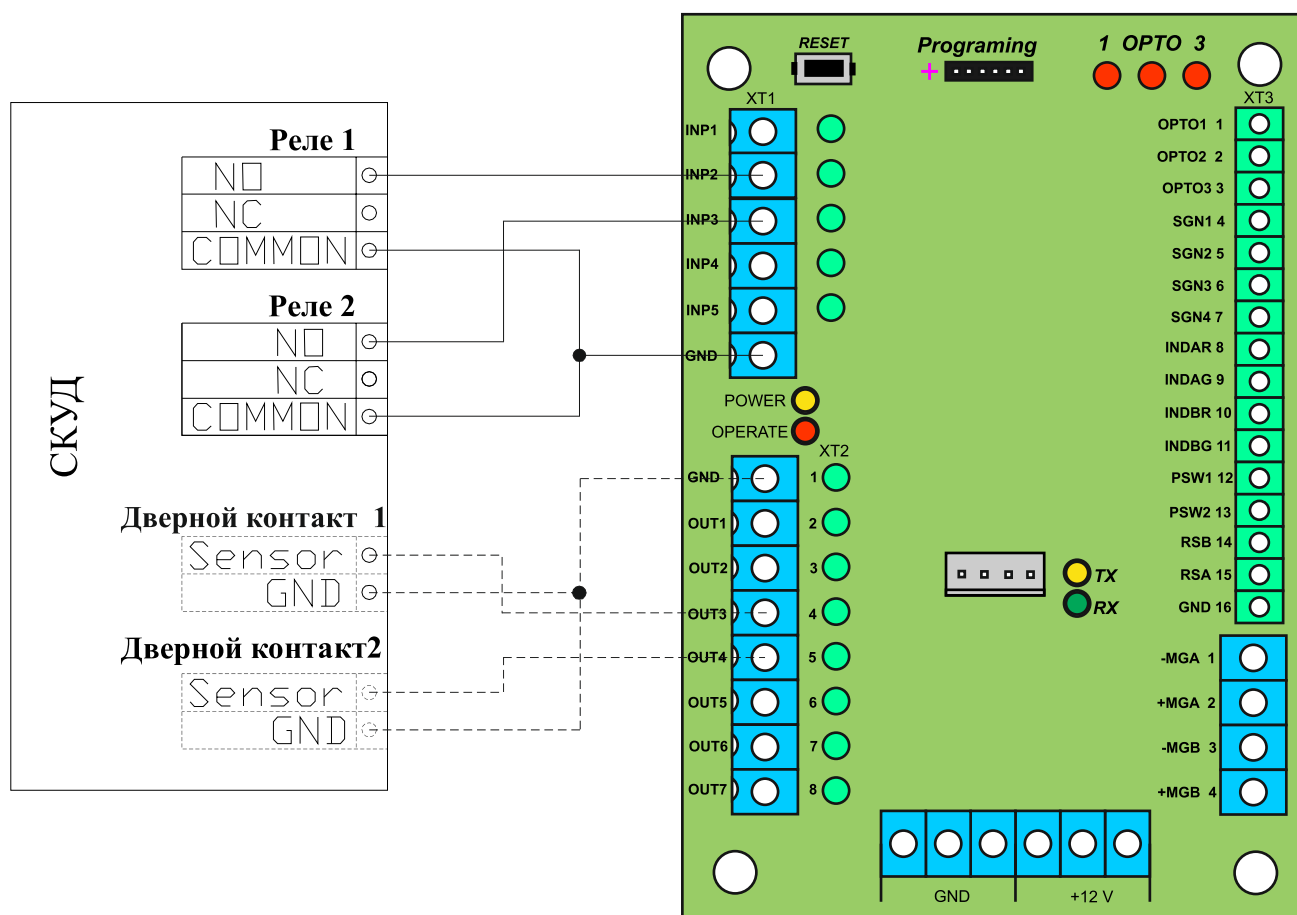 СКУД
Реле 1
NO
NC
COMMON
Реле 2
NO
NC
COMMON
Дверной контакт 1
Sensor
GND
Дверной контакт2
Sensor
GND
RESET
Programing
+
1 OPTO 3
XT1
INP1
INP2
INP3
INP4
INP5
GND
POWER
OPERATE
XT2
GND 1
OUT1 2
OUT2 3
OUT3 4
OUT4 5
OUT5 6
OUT6 7
OUT7 8
TX
RX
XT3
OPTO1 1
OPTO2 2
OPTO3 3
SGN1 4
SGN2 5
SGN3 6
SGN4 7
INDAR 8
INDAG 9
INDBR 10
INDBG 11
PSW1 12
PSW2 13
RSB 14
RSA 15
GND 16
-MGA 1
+MGA 2
-MGB 3
+MGB 4
GND
+12 V